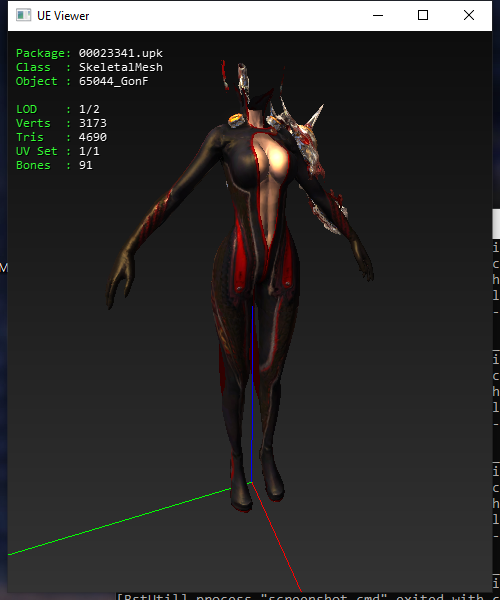 UE Viewer
Package: 00023341.upk
Class : SkeletalMesh
Object : 65044_GonF
LOD : 1/2
Verts : 3173
Tris : 4690
UV Set : 1/1
Bones : 91
M
i
c
h
l
-
i
c
h
l
-
i
c
h
l
-
i
[BstUtil] process "screenshot.cmd" exited with c